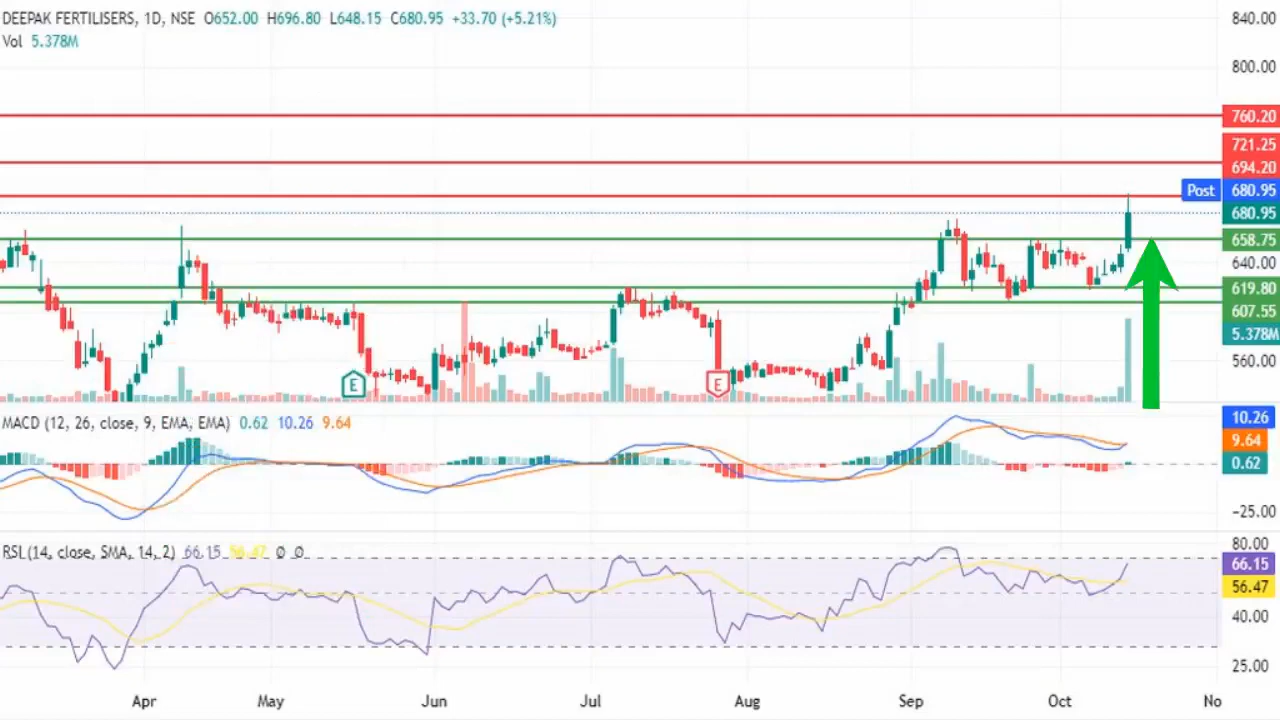 DEEPAK FERTILISERS, 1D, NSE O652.00 H696.80 L648.15 C680.95 +33.70 (+5.21%)
Vol 5.378M
840.00
800.00
760.20
721.25
694.20
Post 680.95
680.95
658.75
640.00
619.80
607.55
5.378M
560.00
E
E
MACD (12, 26, close, 9, EMA, EMA) 0.62 10.26 9.64
10.26
9.64
0.62
−25.00
RSI (14, close, SMA, 14, 2) 66.15 56.47 Ø Ø
80.00
66.15
56.47
40.00
25.00
Apr May Jun Jul Aug Sep Oct No